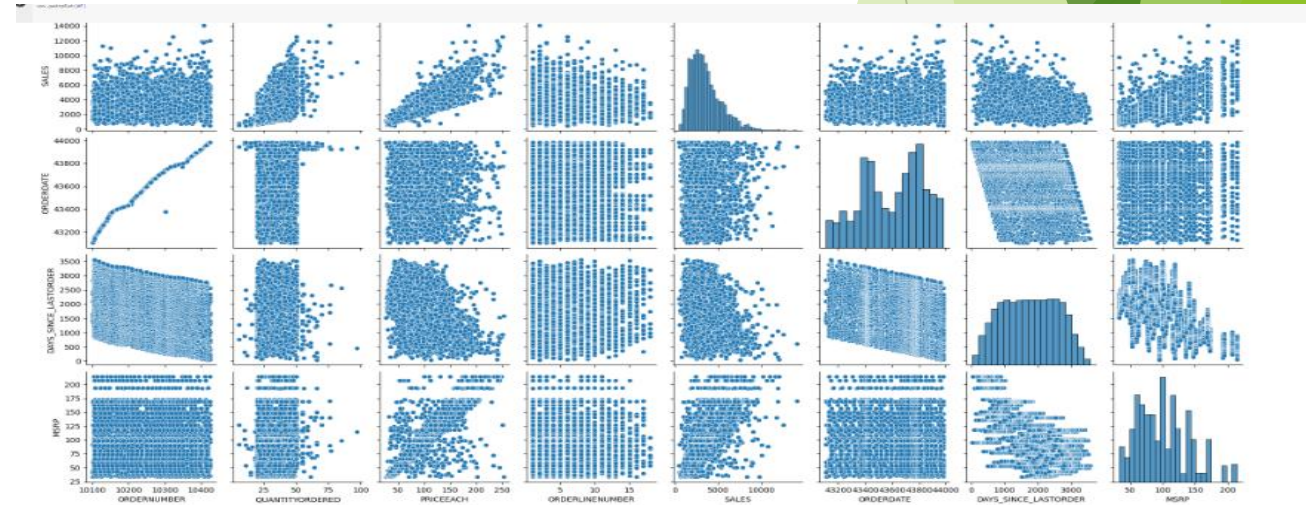 14000
12000
10000
8000
6000
4000
2000
0
SALES
44000
43800
43600
43400
43200
ORDERDATE
3500
3000
2500
2000
1500
1000
500
0
DAYS_SINCE_LASTORDER
200
175
150
125
100
75
50
25
MSRP
10100 10200 10300 10400
ORDERNUMBER
25 50 75 100
QUANTITYORDERED
50 100 150 200 250
PRICEEACH
5 10 15
ORDERLINENUMBER
0 5000 10000
SALES
43200 43400 43600 43800 44000
ORDERDATE
0 1000 2000 3000
DAYS_SINCE_LASTORDER
50 100 150 200
MSRP